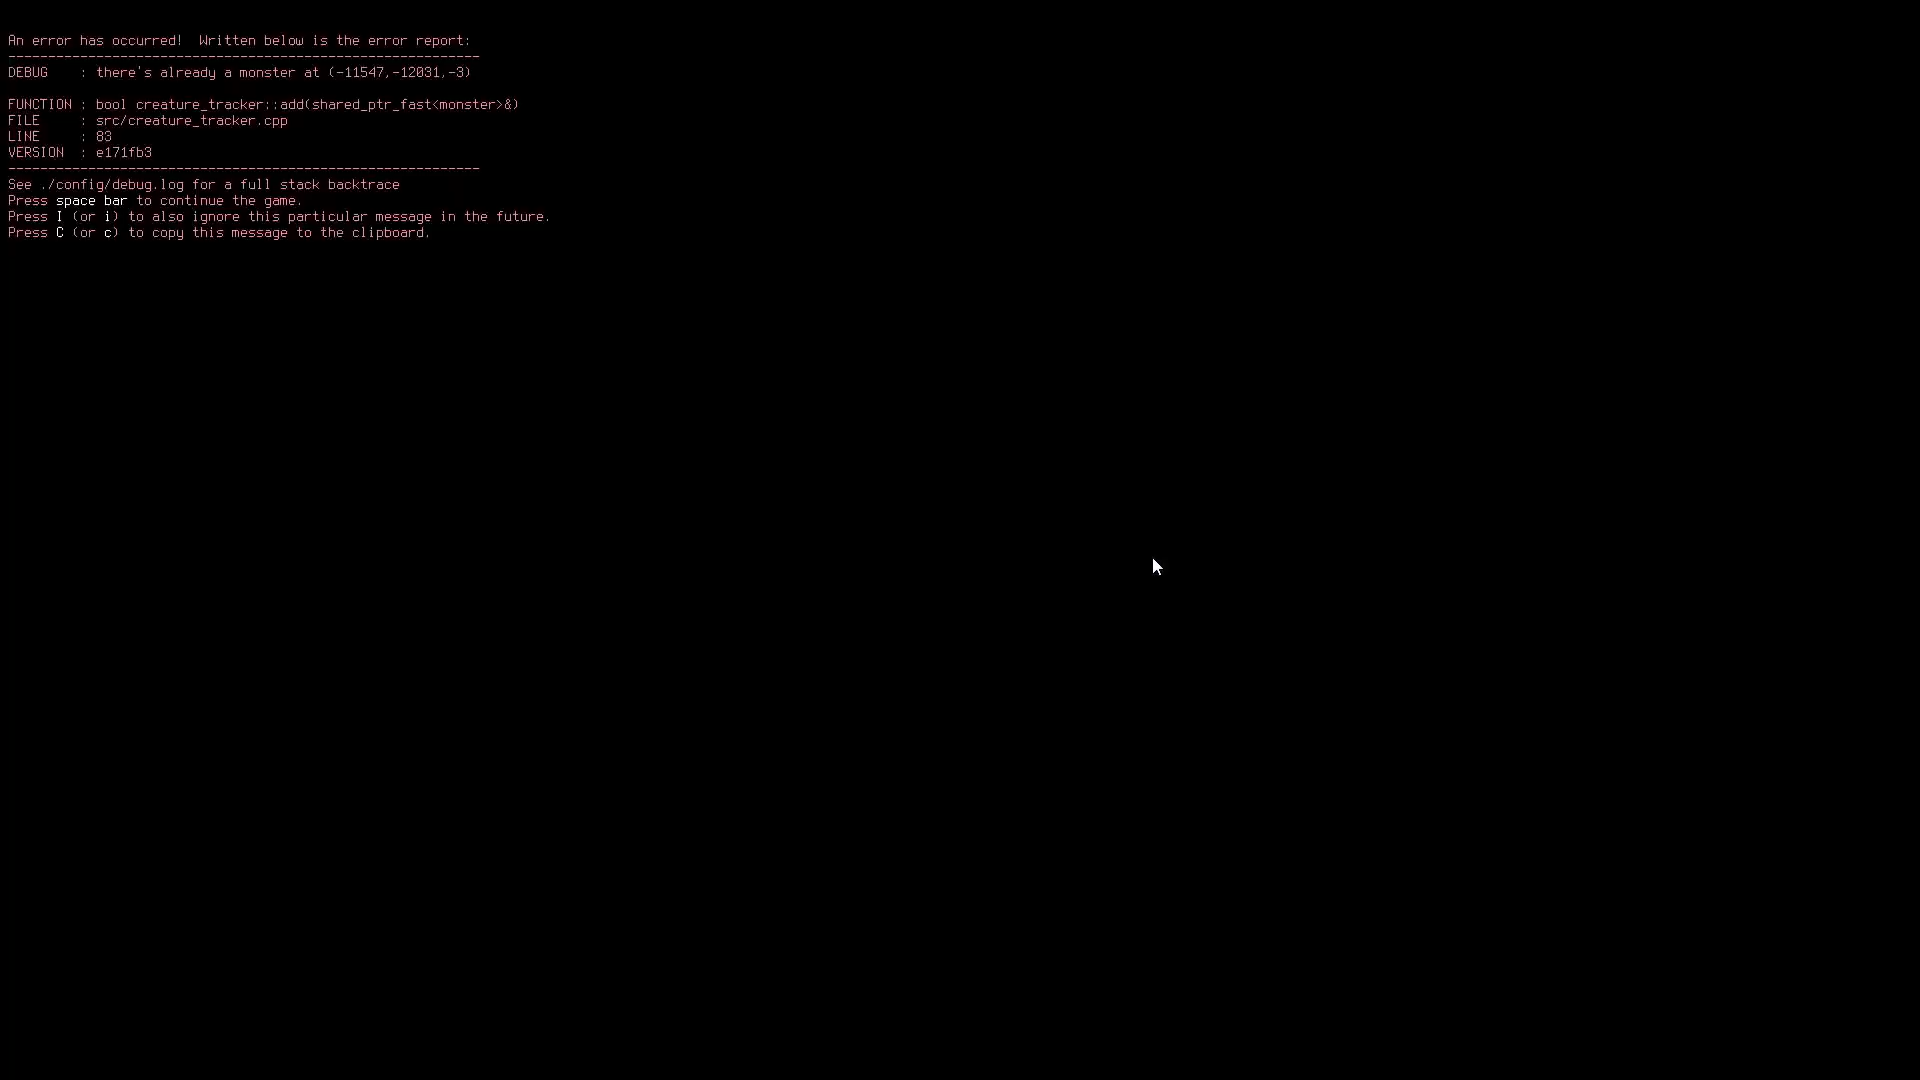 An error has occurred!  Written below is the error report:
-----------------------------------------------------------
DEBUG    : there's already a monster at (-11547,-12031,-3)
FUNCTION : bool creature_tracker::add(shared_ptr_fast<monster>&)
FILE     : src/creature_tracker.cpp
LINE     : 83
VERSION  : e171fb3
-----------------------------------------------------------
See ./config/debug.log for a full stack backtrace
Press space bar to continue the game.
Press I (or i) to also ignore this particular message in the future.
Press C (or c) to copy this message to the clipboard.